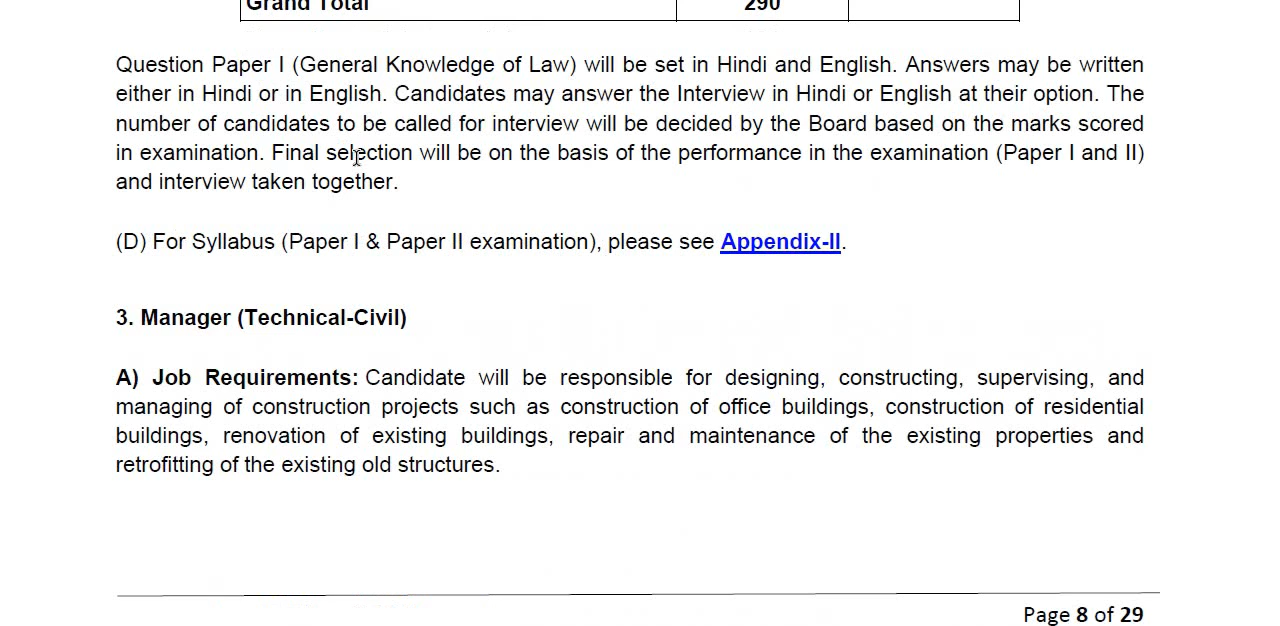 Grand Total 290
Question Paper I (General Knowledge of Law) will be set in Hindi and English. Answers may be written
either in Hindi or in English. Candidates may answer the Interview in Hindi or English at their option. The
number of candidates to be called for interview will be decided by the Board based on the marks scored
in examination. Final selection will be on the basis of the performance in the examination (Paper I and II)
and interview taken together.
(D) For Syllabus (Paper I & Paper II examination), please see Appendix-II.
3. Manager (Technical-Civil)
A) Job Requirements: Candidate will be responsible for designing, constructing, supervising, and
managing of construction projects such as construction of office buildings, construction of residential
buildings, renovation of existing buildings, repair and maintenance of the existing properties and
retrofitting of the existing old structures.
Page 8 of 29